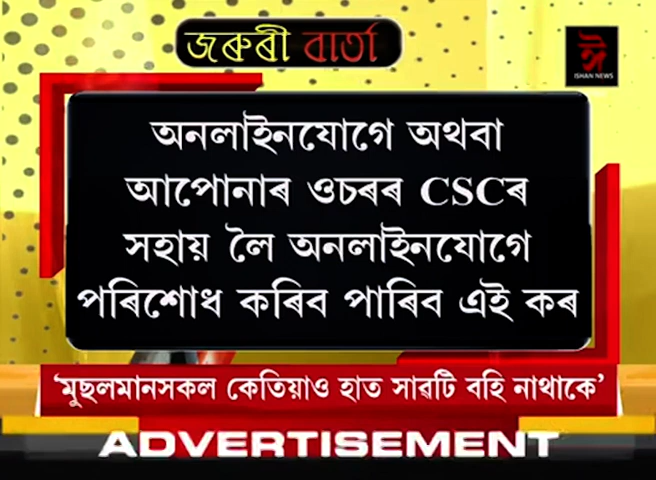 জৰুৰী বাৰ্তা
ঈ
ISHAN NEWS
অনলাইনযোগে অথবা
আপোনাৰ ওচৰৰ CSCৰ
সহায় লৈ অনলাইনযোগে
পৰিশোধ কৰিব পাৰিব এই কৰ
‘মুছলমানসকল কেতিয়াও হাত সাৱটি বহি নাথাকে’
ADVERTISEMENT